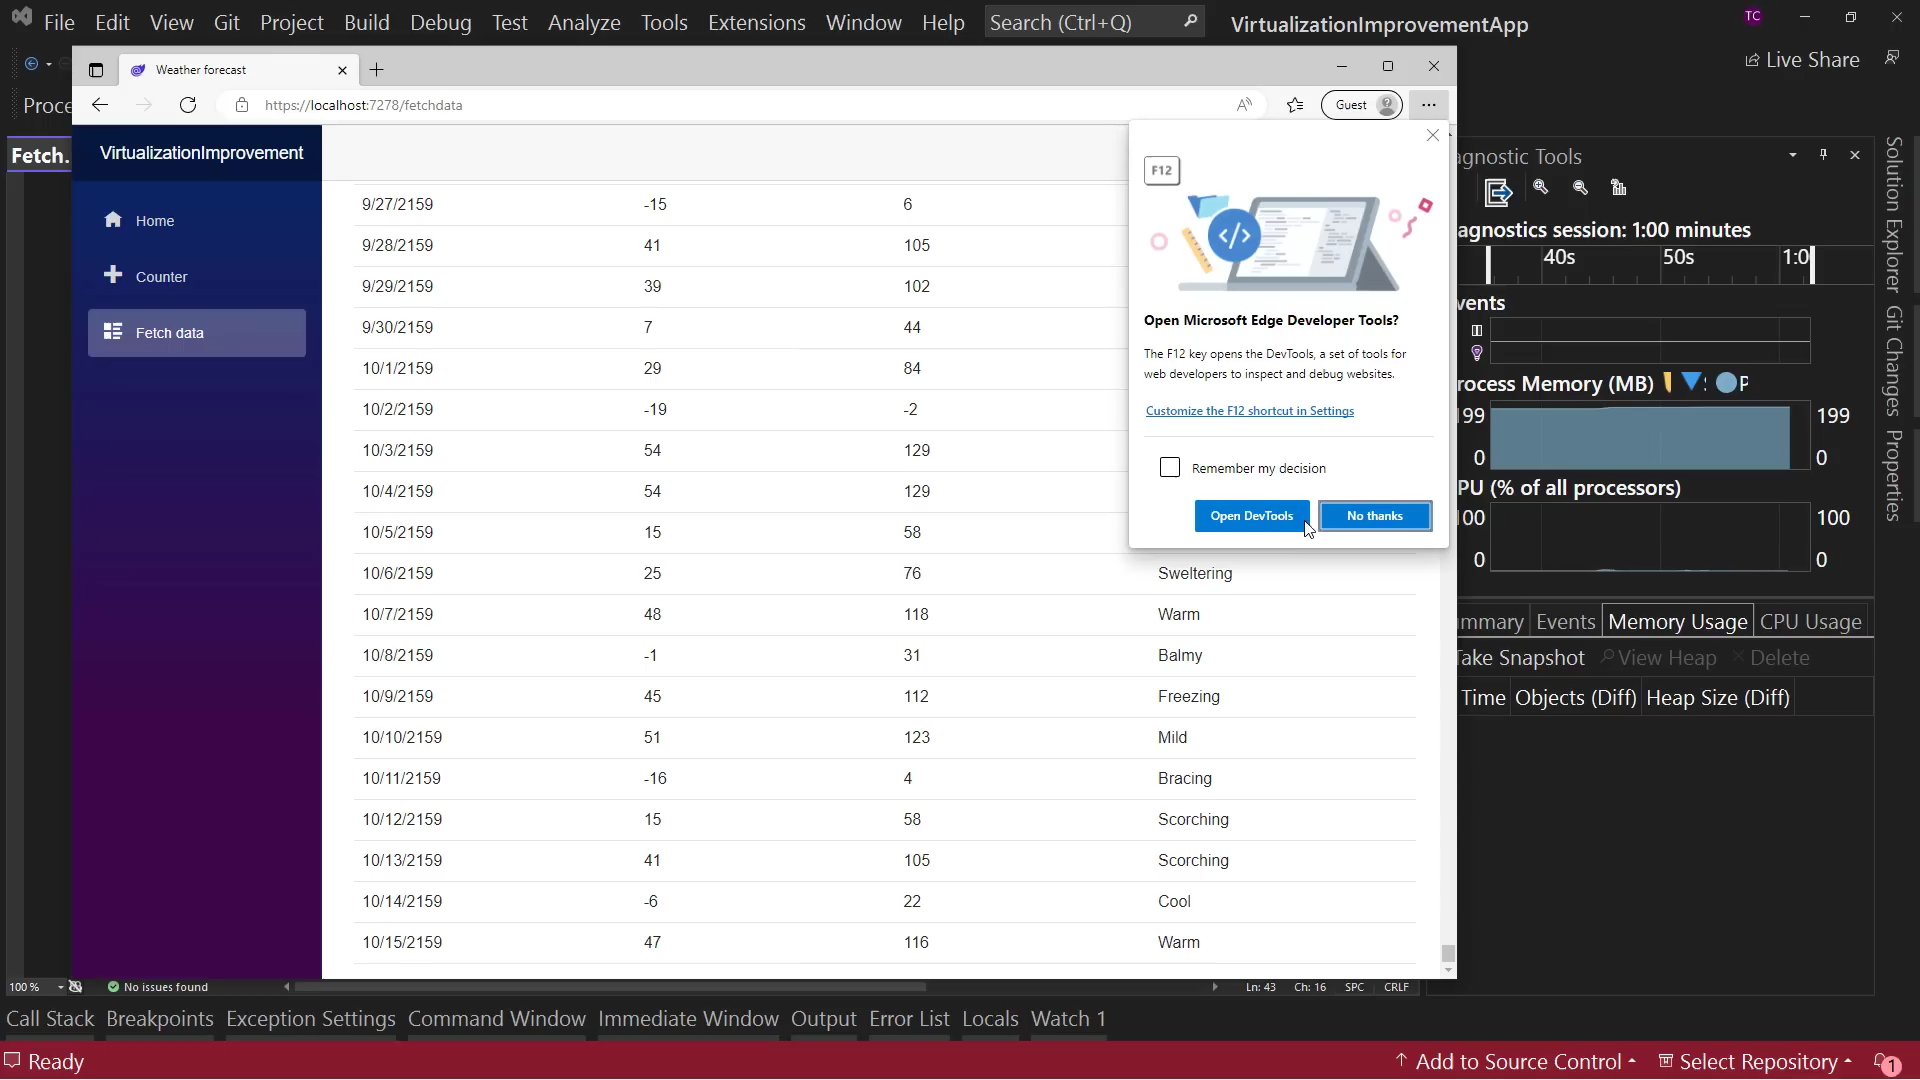 File Edit View Git Project Build Debug Test Analyze Tools Extensions Window Help Search (Ctrl+Q) VirtualizationImprovementApp TC
Live Share
Weather forecast
Proce
https://localhost:7278/fetchdata
Guest
Fetch.
VirtualizationImprovement
Home
Counter
Fetch data
9/27/2159 -15 6
9/28/2159 41 105
9/29/2159 39 102
9/30/2159 7 44
10/1/2159 29 84
10/2/2159 -19 -2
10/3/2159 54 129
10/4/2159 54 129
10/5/2159 15 58
10/6/2159 25 76 Sweltering
10/7/2159 48 118 Warm
10/8/2159 -1 31 Balmy
10/9/2159 45 112 Freezing
10/10/2159 51 123 Mild
10/11/2159 -16 4 Bracing
10/12/2159 15 58 Scorching
10/13/2159 41 105 Scorching
10/14/2159 -6 22 Cool
10/15/2159 47 116 Warm
F12
</>
Open Microsoft Edge Developer Tools?
The F12 key opens the DevTools, a set of tools for
web developers to inspect and debug websites.
Customize the F12 shortcut in Settings
Remember my decision
Open DevTools No thanks
agnostic Tools
agnostics session: 1:00 minutes
40s 50s 1:0
vents
rocess Memory (MB) P
199 199
0 0
PU (% of all processors)
100 100
0 0
ummary Events Memory Usage CPU Usage
Take Snapshot View Heap Delete
Time Objects (Diff) Heap Size (Diff)
Solution Explorer
Git Changes
Properties
100 % No issues found Ln: 43 Ch: 16 SPC CRLF
Call Stack Breakpoints Exception Settings Command Window Immediate Window Output Error List Locals Watch 1
Ready Add to Source Control Select Repository 1